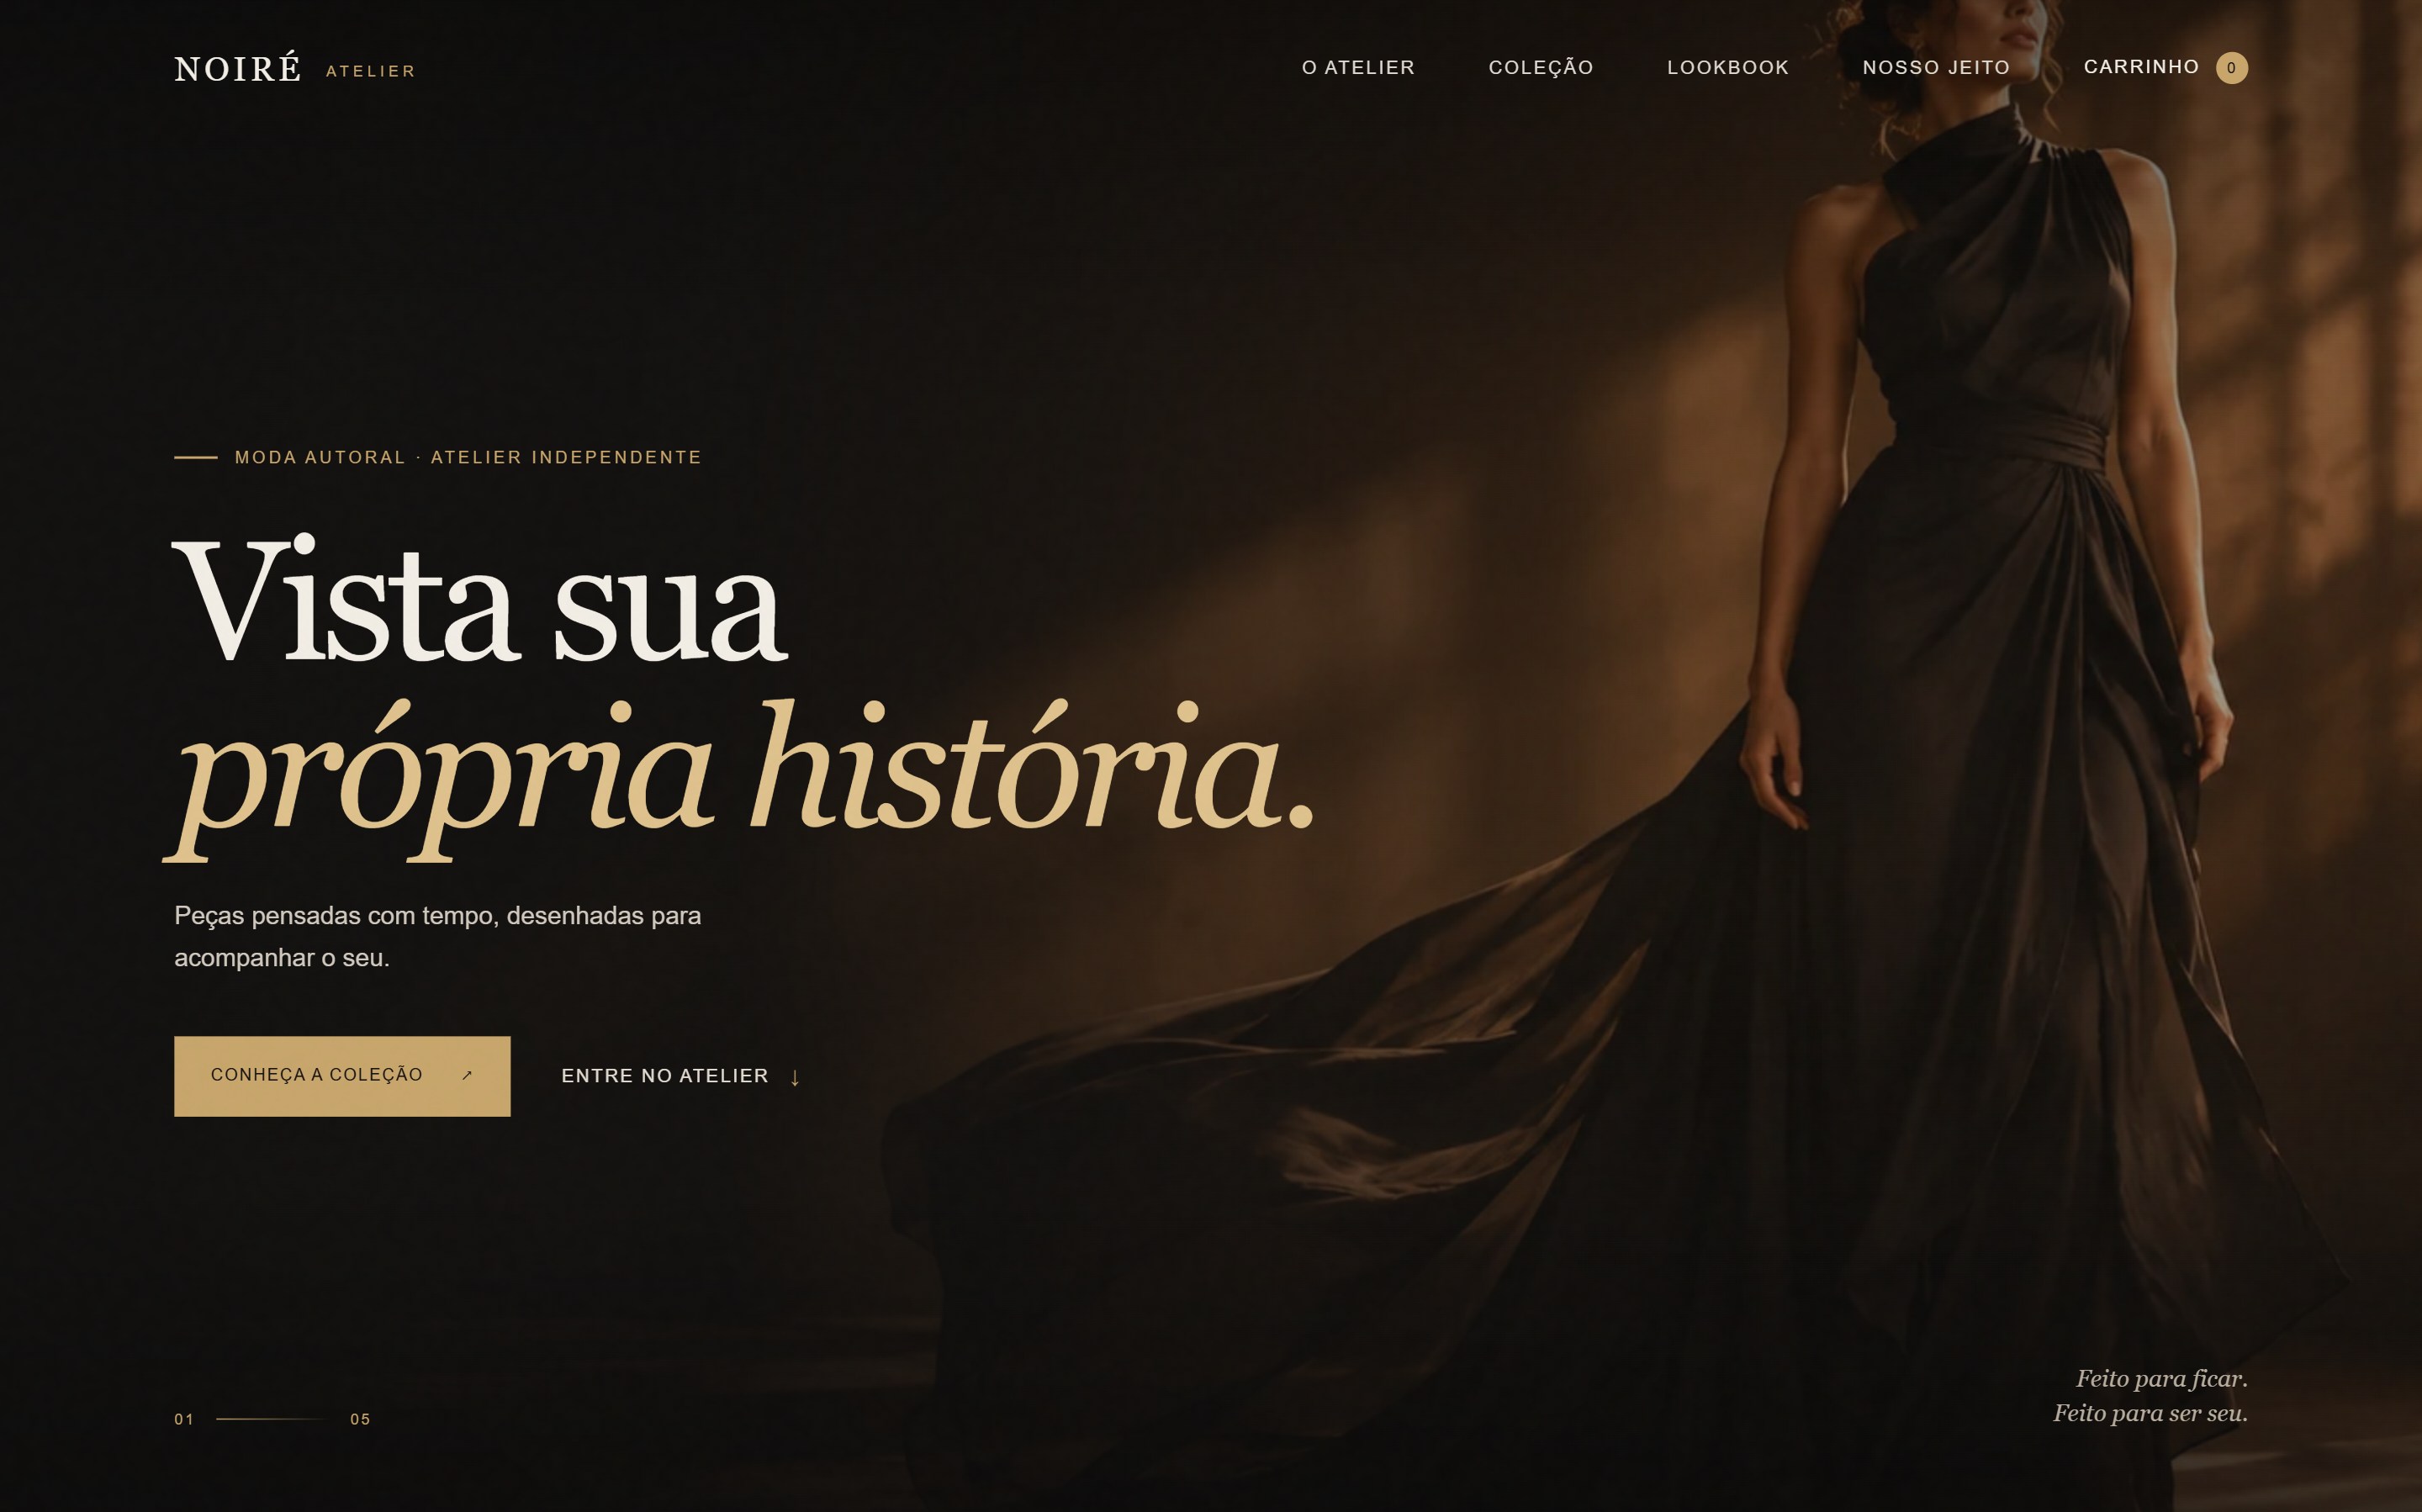 NOIRÉ ATELIER
O ATELIER COLEÇÃO LOOKBOOK NOSSO JEITO CARRINHO 0
MODA AUTORAL · ATELIER INDEPENDENTE
Vista sua
própria história.
Peças pensadas com tempo, desenhadas para
acompanhar o seu.
CONHEÇA A COLEÇÃO ↗
ENTRE NO ATELIER ↓
01 05
Feito para ficar.
Feito para ser seu.